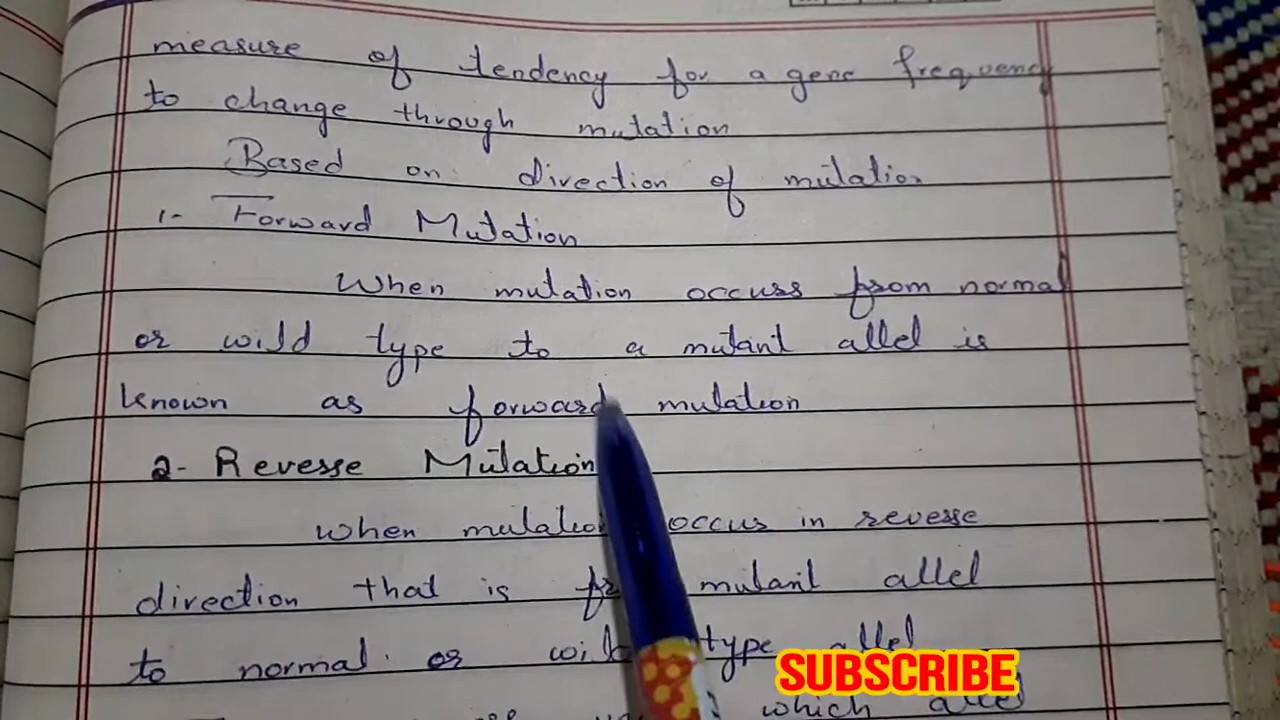 measure of tendency for a gene frequency
to change through mutation
Based on direction of mutation
1- Forward Mutation
When mutation occurs from normal
or wild type to a mutant allel is
known as forward mutation
2- Reverse Mutation
When mutation occur in reverse
direction that is mutant allel
to normal or type allel
SUBSCRIBE
which allel